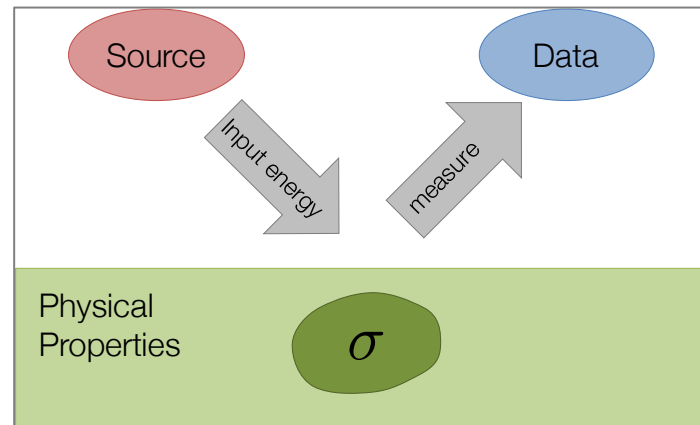 Source
Data
Input energy
measure
Physical
Properties
σ